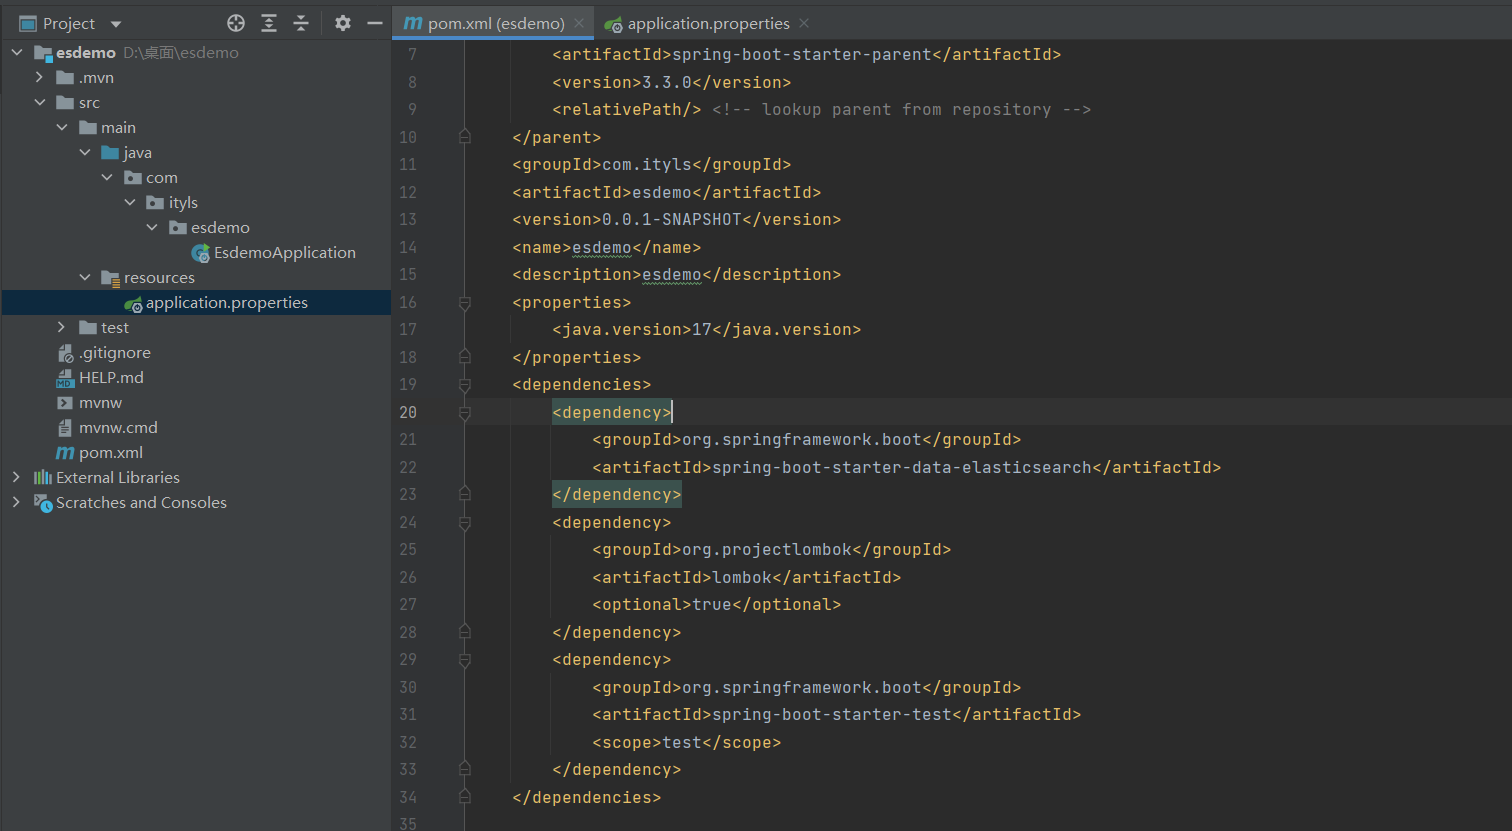 Project
esdemo D:\桌面\esdemo
.mvn
src
main
java
com
ityls
esdemo
EsdemoApplication
resources
application.properties
test
.gitignore
HELP.md
mvnw
mvnw.cmd
pom.xml
External Libraries
Scratches and Consoles
pom.xml (esdemo)
application.properties
7 <artifactId>spring-boot-starter-parent</artifactId>
8 <version>3.3.0</version>
9 <relativePath/> <!-- lookup parent from repository -->
10 </parent>
11 <groupId>com.ityls</groupId>
12 <artifactId>esdemo</artifactId>
13 <version>0.0.1-SNAPSHOT</version>
14 <name>esdemo</name>
15 <description>esdemo</description>
16 <properties>
17 <java.version>17</java.version>
18 </properties>
19 <dependencies>
20 <dependency>
21 <groupId>org.springframework.boot</groupId>
22 <artifactId>spring-boot-starter-data-elasticsearch</artifactId>
23 </dependency>
24 <dependency>
25 <groupId>org.projectlombok</groupId>
26 <artifactId>lombok</artifactId>
27 <optional>true</optional>
28 </dependency>
29 <dependency>
30 <groupId>org.springframework.boot</groupId>
31 <artifactId>spring-boot-starter-test</artifactId>
32 <scope>test</scope>
33 </dependency>
34 </dependencies>
35